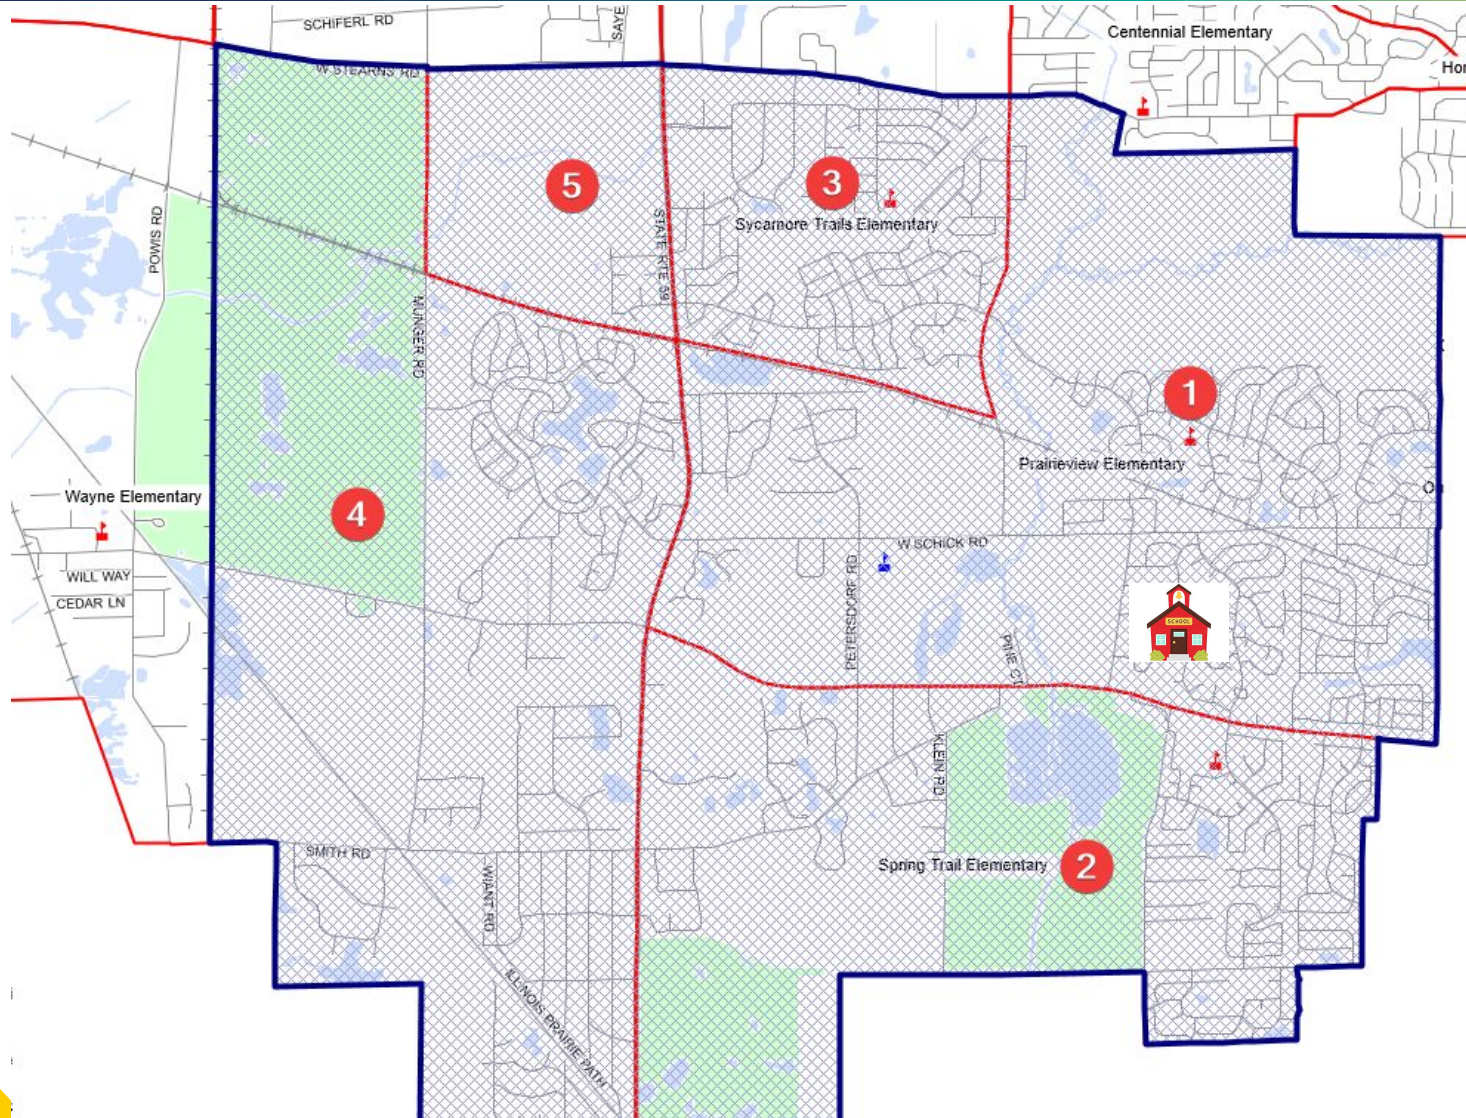 SCHIFERL RD
SAYE
Centennial Elementary
Hor
W STEARNS RD
POWIS RD
5
3
STATE RTE 59
Sycamore Trails Elementary
MUNGER RD
1
Prairieview Elementary
Wayne Elementary
4
W SCHICK RD
WILL WAY
CEDAR LN
PETERSDORF RD
SCHOOL
PINE CT
KLEIN RD
SMITH RD
WIANT RD
Spring Trail Elementary
2
ILLINOIS PRAIRIE PATH